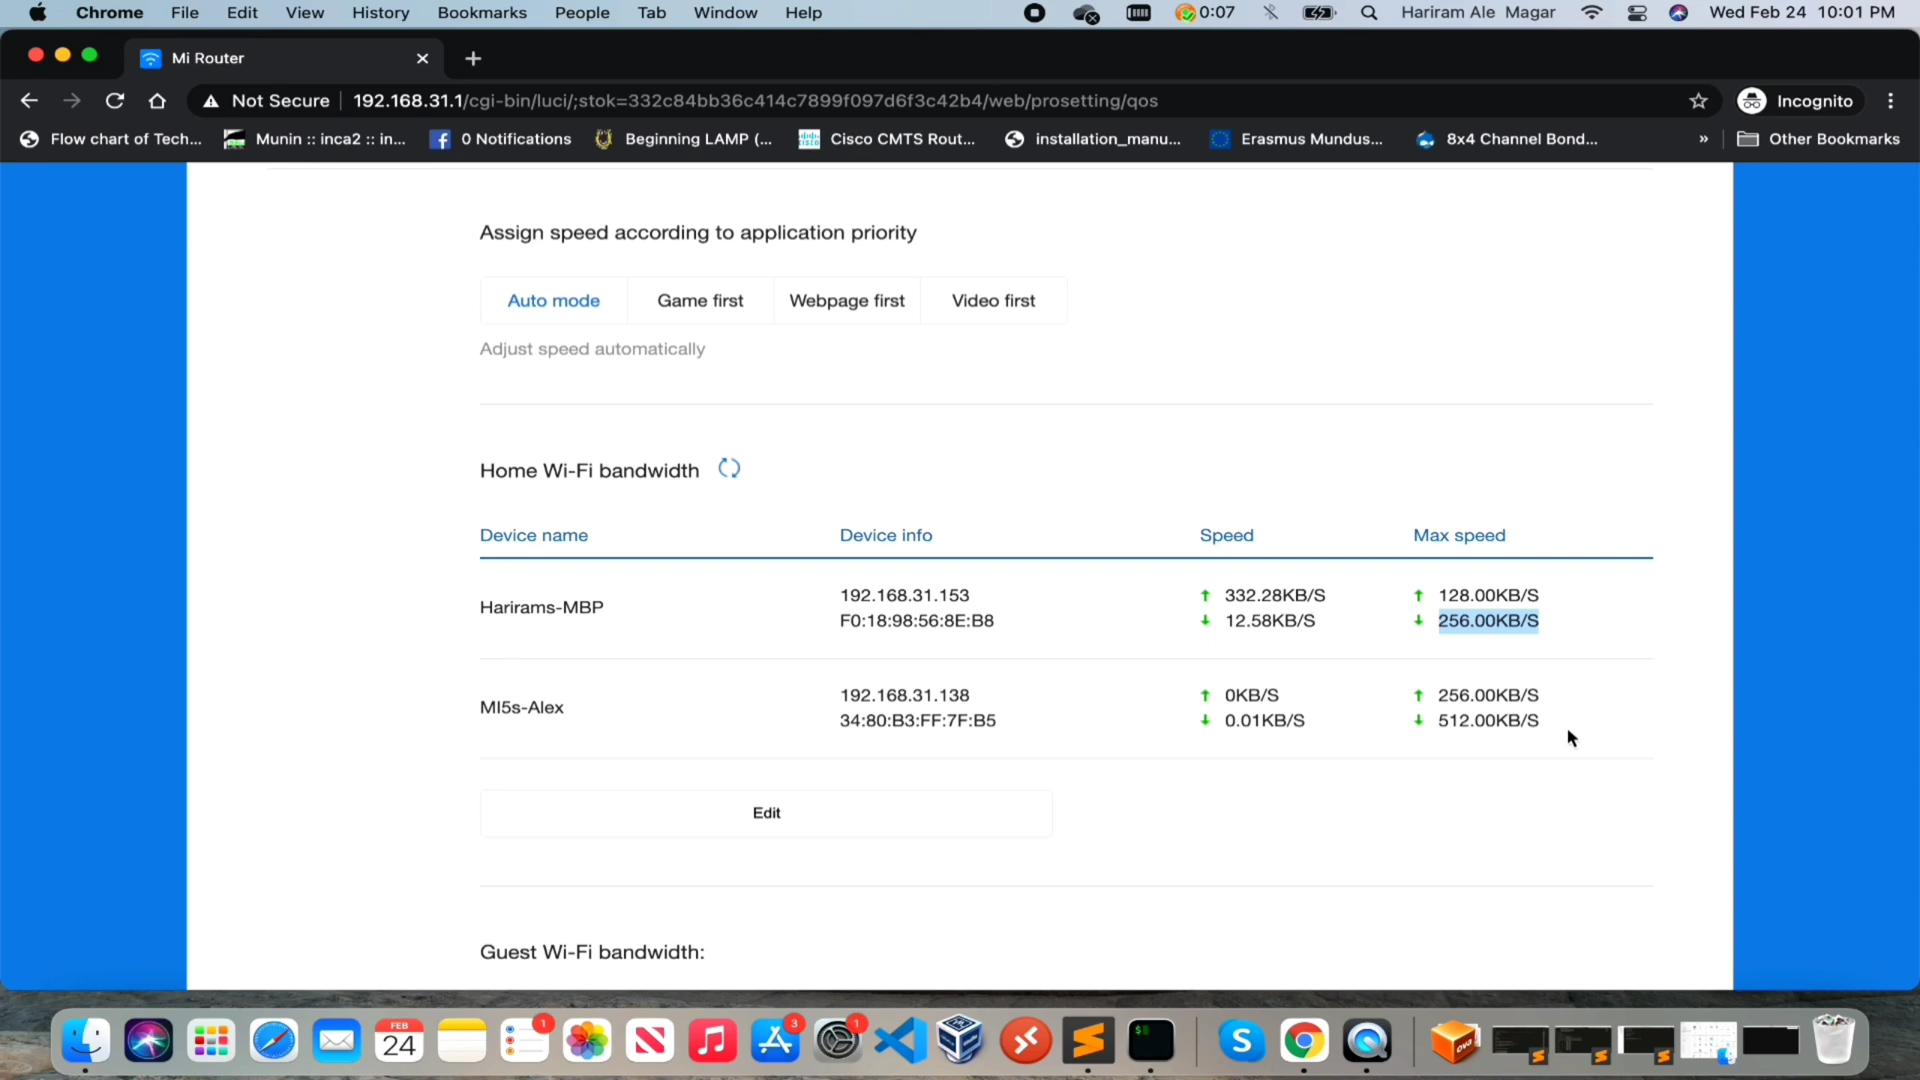 Chrome File Edit View History Bookmarks People Tab Window Help 0:07 Hariram Ale Magar Wed Feb 24 10:01 PM
Mi Router
Not Secure 192.168.31.1/cgi-bin/luci/;stok=332c84bb36c414c7899f097d6f3c42b4/web/prosetting/qos Incognito
Flow chart of Tech... Munin :: inca2 :: in... 0 Notifications Beginning LAMP (... Cisco CMTS Rout... installation_manu... Erasmus Mundus... 8x4 Channel Bond... » Other Bookmarks
Assign speed according to application priority
Auto mode Game first Webpage first Video first
Adjust speed automatically
Home Wi-Fi bandwidth
Device name Device info Speed Max speed
Harirams-MBP
192.168.31.153 ↑ 332.28KB/S ↑ 128.00KB/S
F0:18:98:56:8E:B8 ↓ 12.58KB/S ↓ 256.00KB/S
MI5s-Alex
192.168.31.138 ↑ 0KB/S ↑ 256.00KB/S
34:80:B3:FF:7F:B5 ↓ 0.01KB/S ↓ 512.00KB/S
Edit
Guest Wi-Fi bandwidth:
FEB
24
1 3 1